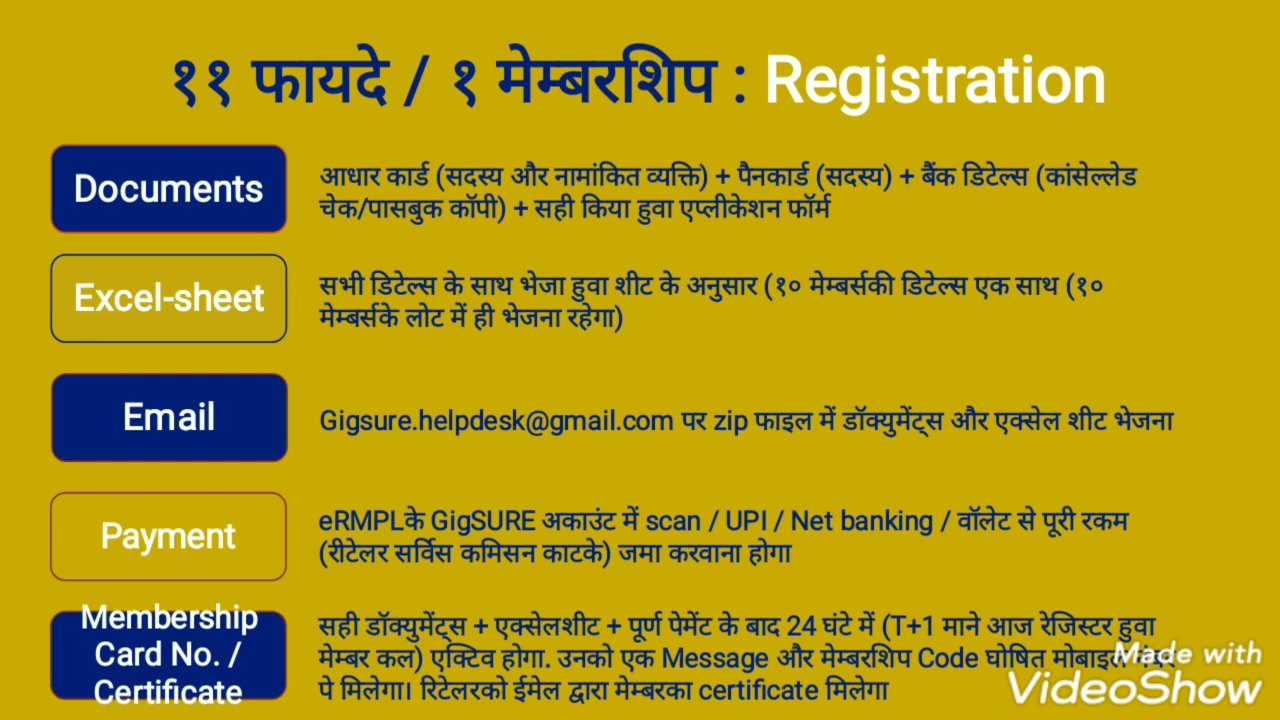 ११ फायदे / १ मेम्बरशिप : Registration
Documents
आधार कार्ड (सदस्य और नामांकित व्यक्ति) + पैनकार्ड (सदस्य) + बैंक डिटेल्स (कांसेल्लेड
चेक/पासबुक कॉपी) + सही किया हुवा एप्लीकेशन फॉर्म
Excel-sheet
सभी डिटेल्स के साथ भेजा हुवा शीट के अनुसार (१० मेम्बर्सकी डिटेल्स एक साथ (१०
मेम्बर्सके लोट में ही भेजना रहेगा)
Email
Gigsure.helpdesk@gmail.com पर zip फाइल में डॉक्युमेंट्स और एक्सेल शीट भेजना
Payment
eRMPLके GigSURE अकाउंट में scan / UPI / Net banking / वॉलेट से पूरी रकम
(रीटेलर सर्विस कमिसन काटके) जमा करवाना होगा
Membership
Card No. /
Certificate
सही डॉक्युमेंट्स + एक्सेलशीट + पूर्ण पेमेंट के बाद 24 घंटे में (T+1 माने आज रेजिस्टर हुवा
मेम्बर कल) एक्टिव होगा. उनको एक Message और मेम्बरशिप Code घोषित मोबाइल
पे मिलेगा। रिटेलरको ईमेल द्वारा मेम्बरका certificate मिलेगा
Made with
VideoShow